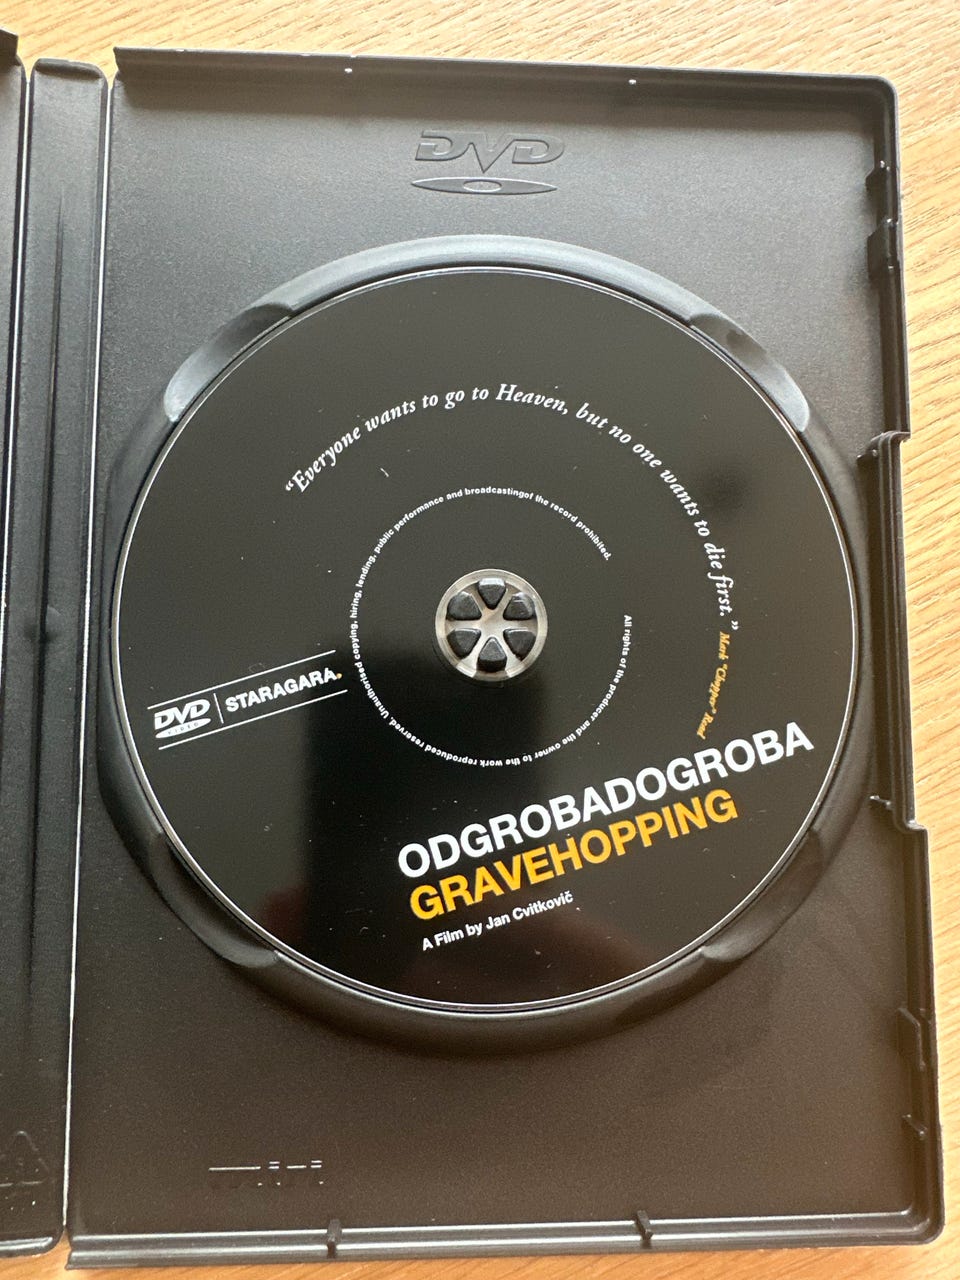 DVD
“Everyone wants to go to Heaven, but no one wants to die first.”
Mark "Chopper" Read
All rights of the producer and the owner to the work reproduced reserved. Unauthorised copying, hiring, lending, public performance and broadcastingof the record prohibited.
DVD
VIDEO
STARAGARA.
ODGROBADOGROBA
GRAVEHOPPING
A Film by Jan Cvitkovič